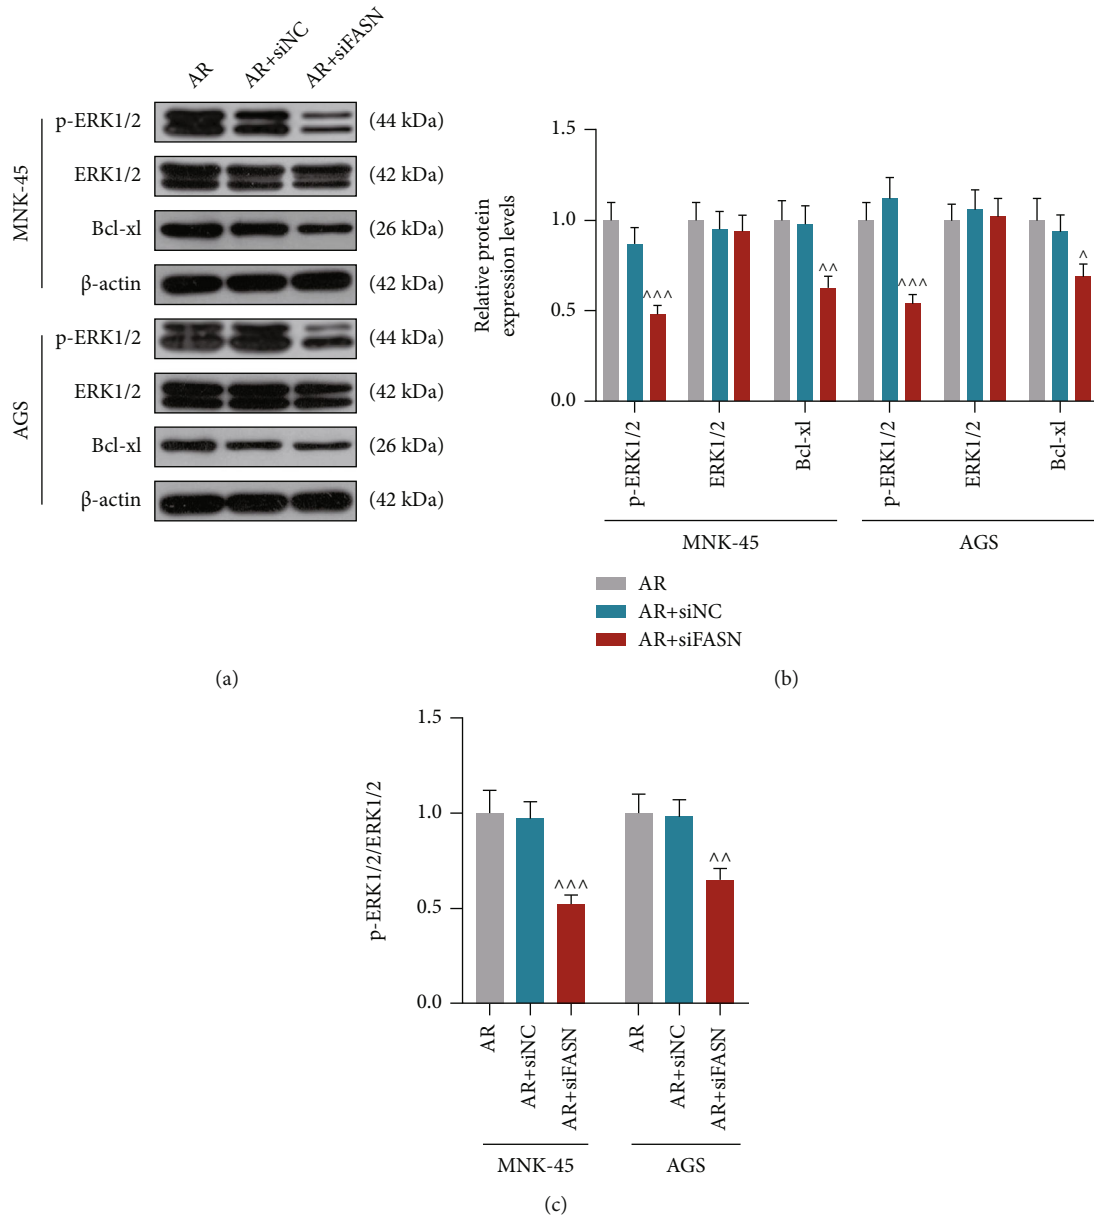 AR
AR+siNC
AR+siFASN
MNK-45
p-ERK1/2 (44 kDa)
ERK1/2 (42 kDa)
Bcl-xl (26 kDa)
β-actin (42 kDa)
AGS
p-ERK1/2 (44 kDa)
ERK1/2 (42 kDa)
Bcl-xl (26 kDa)
β-actin (42 kDa)
(a)
Relative protein
expression levels
1.5
1.0
0.5
0.0
^^^
^^
^^^
^
p-ERK1/2
ERK1/2
Bcl-xl
p-ERK1/2
ERK1/2
Bcl-xl
MNK-45
AGS
AR
AR+siNC
AR+siFASN
(b)
p-ERK1/2/ERK1/2
1.5
1.0
0.5
0.0
^^^
^^
AR
AR+siNC
AR+siFASN
AR
AR+siNC
AR+siFASN
MNK-45
AGS
(c)